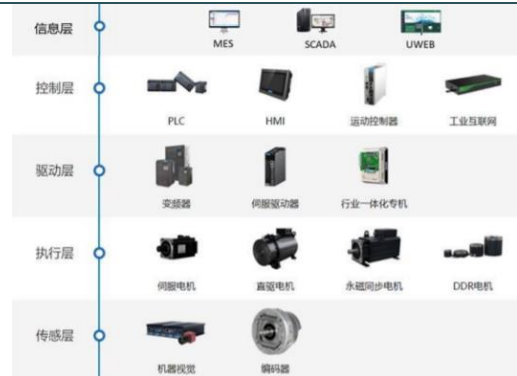 信息层
MES SCADA UWEB
控制层
PLC HMI 运动控制器 工业互联网
驱动层
变频器 伺服驱动器 行业一体化专机
执行层
伺服电机 直驱电机 永磁同步电机 DDR电机
传感层
机器视觉 编码器